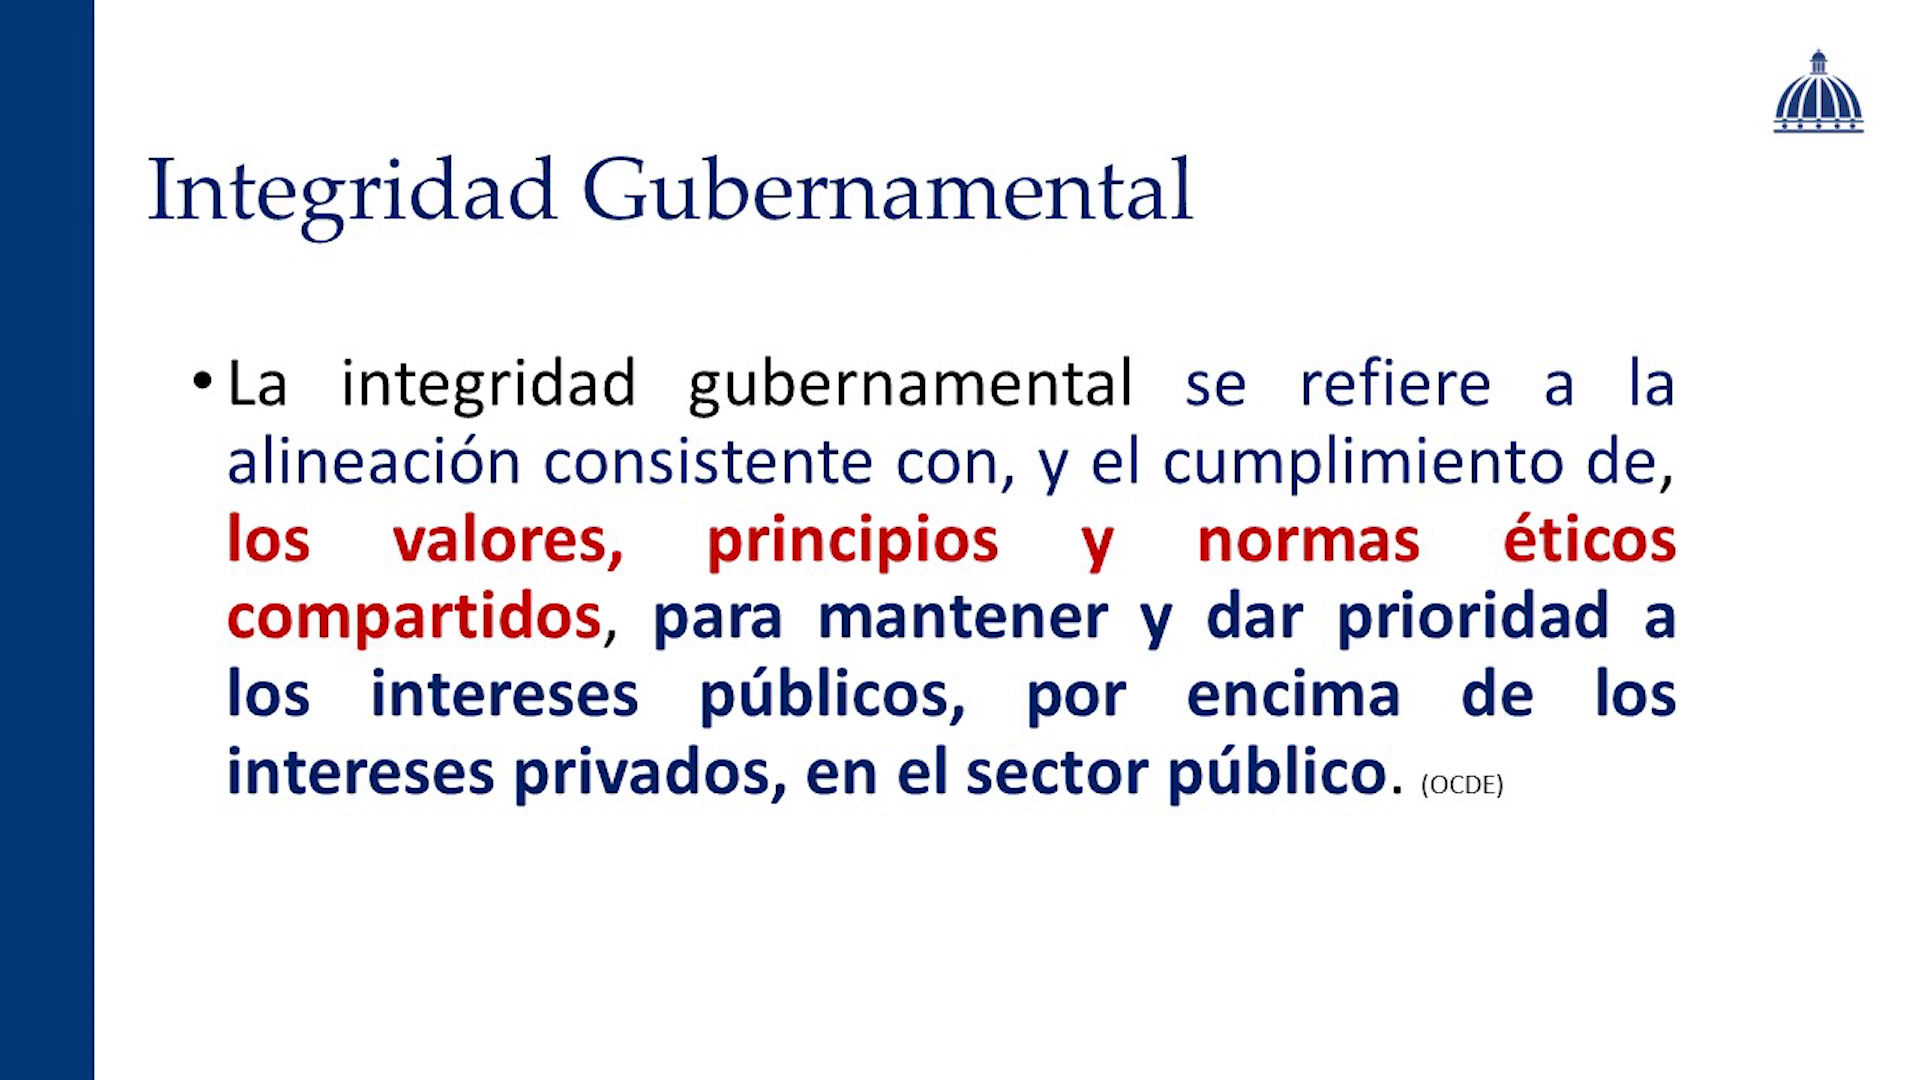 Integridad Gubernamental
• La integridad gubernamental se refiere a la
alineación consistente con, y el cumplimiento de,
los valores, principios y normas éticos
compartidos, para mantener y dar prioridad a
los intereses públicos, por encima de los
intereses privados, en el sector público. (OCDE)